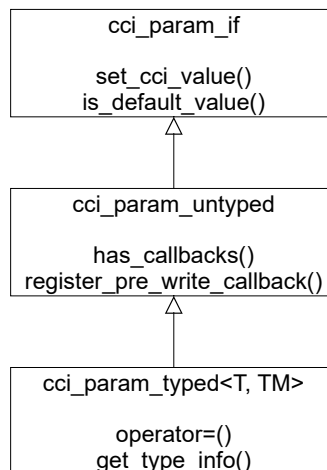 cci_param_if
set_cci_value()
is_default_value()
cci_param_untyped
has_callbacks()
register_pre_write_callback()
cci_param_typed<T, TM>
operator=()
get_type_info()